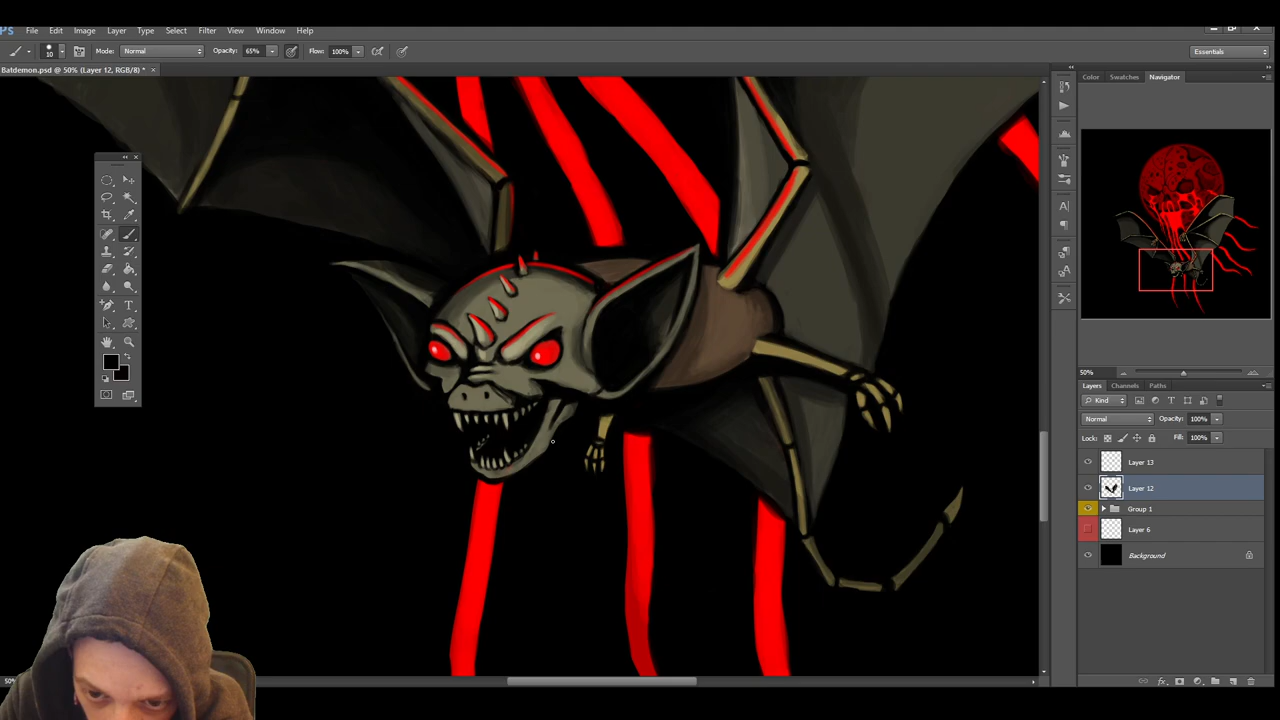 Ps File Edit Image Layer Type Select Filter View Window Help
10 Mode: Normal Opacity: 65% Flow: 100% Essentials
Batdemon.psd @ 50% (Layer 12, RGB/8) *
Color Swatches Navigator
50%
Layers Channels Paths
Kind
Normal Opacity: 100%
Lock: Fill: 100%
Layer 13
Layer 12
Group 1
Layer 6
Background